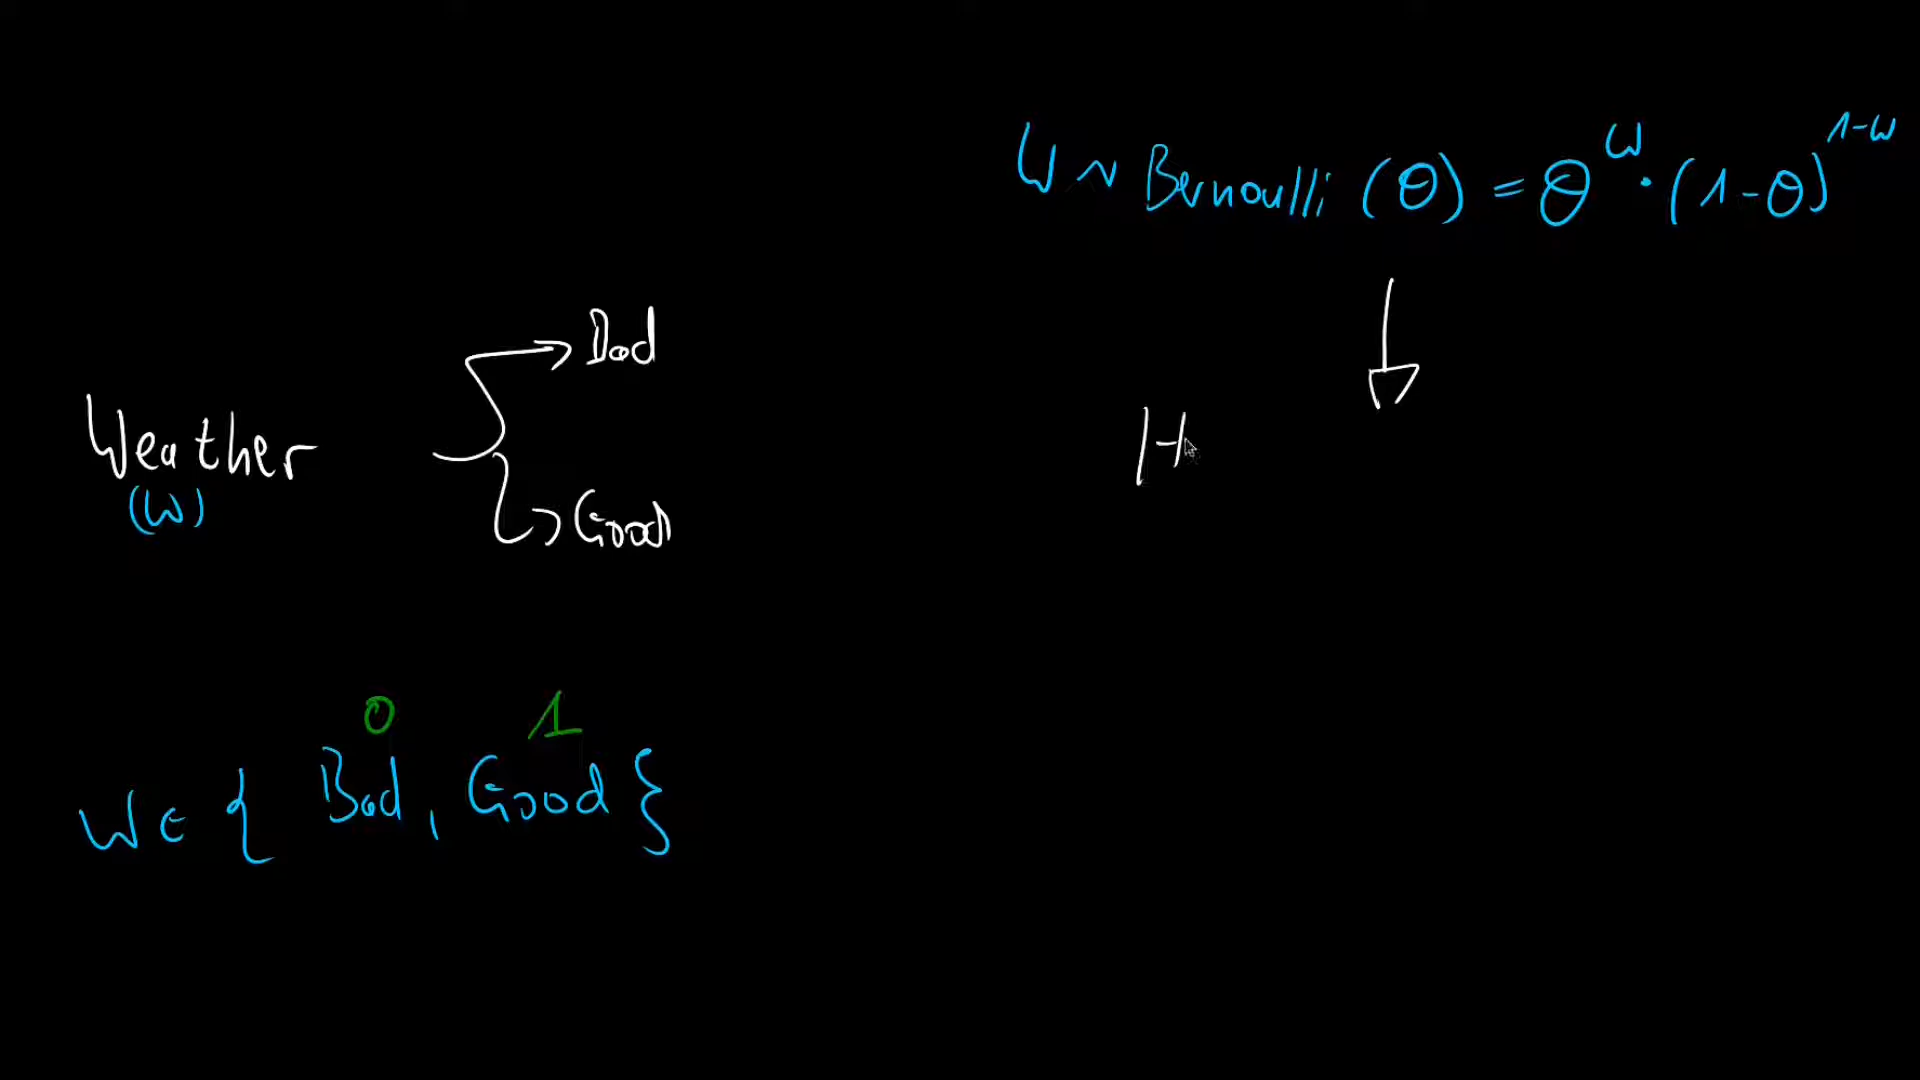 W ~ Bernoulli (θ) = θ^W · (1-θ)^1-W
Bad
Weather
(W)
Good
H
0 1
W ∈ { Bad, Good }